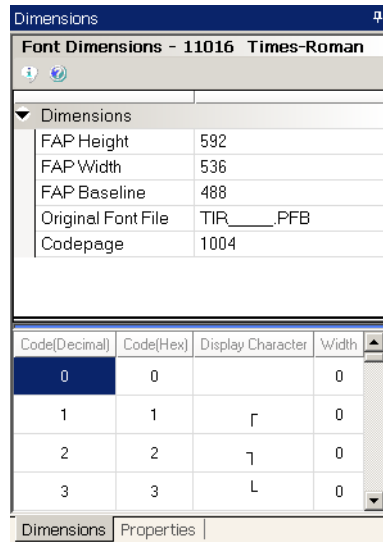 Dimensions
Font Dimensions - 11016 Times-Roman
Dimensions
FAP Height 592
FAP Width 536
FAP Baseline 488
Original Font File TIR_____.PFB
Codepage 1004
Code(Decimal) Code(Hex) Display Character Width
0 0 0
1 1 ┌ 0
2 2 ┐ 0
3 3 └ 0
Dimensions Properties